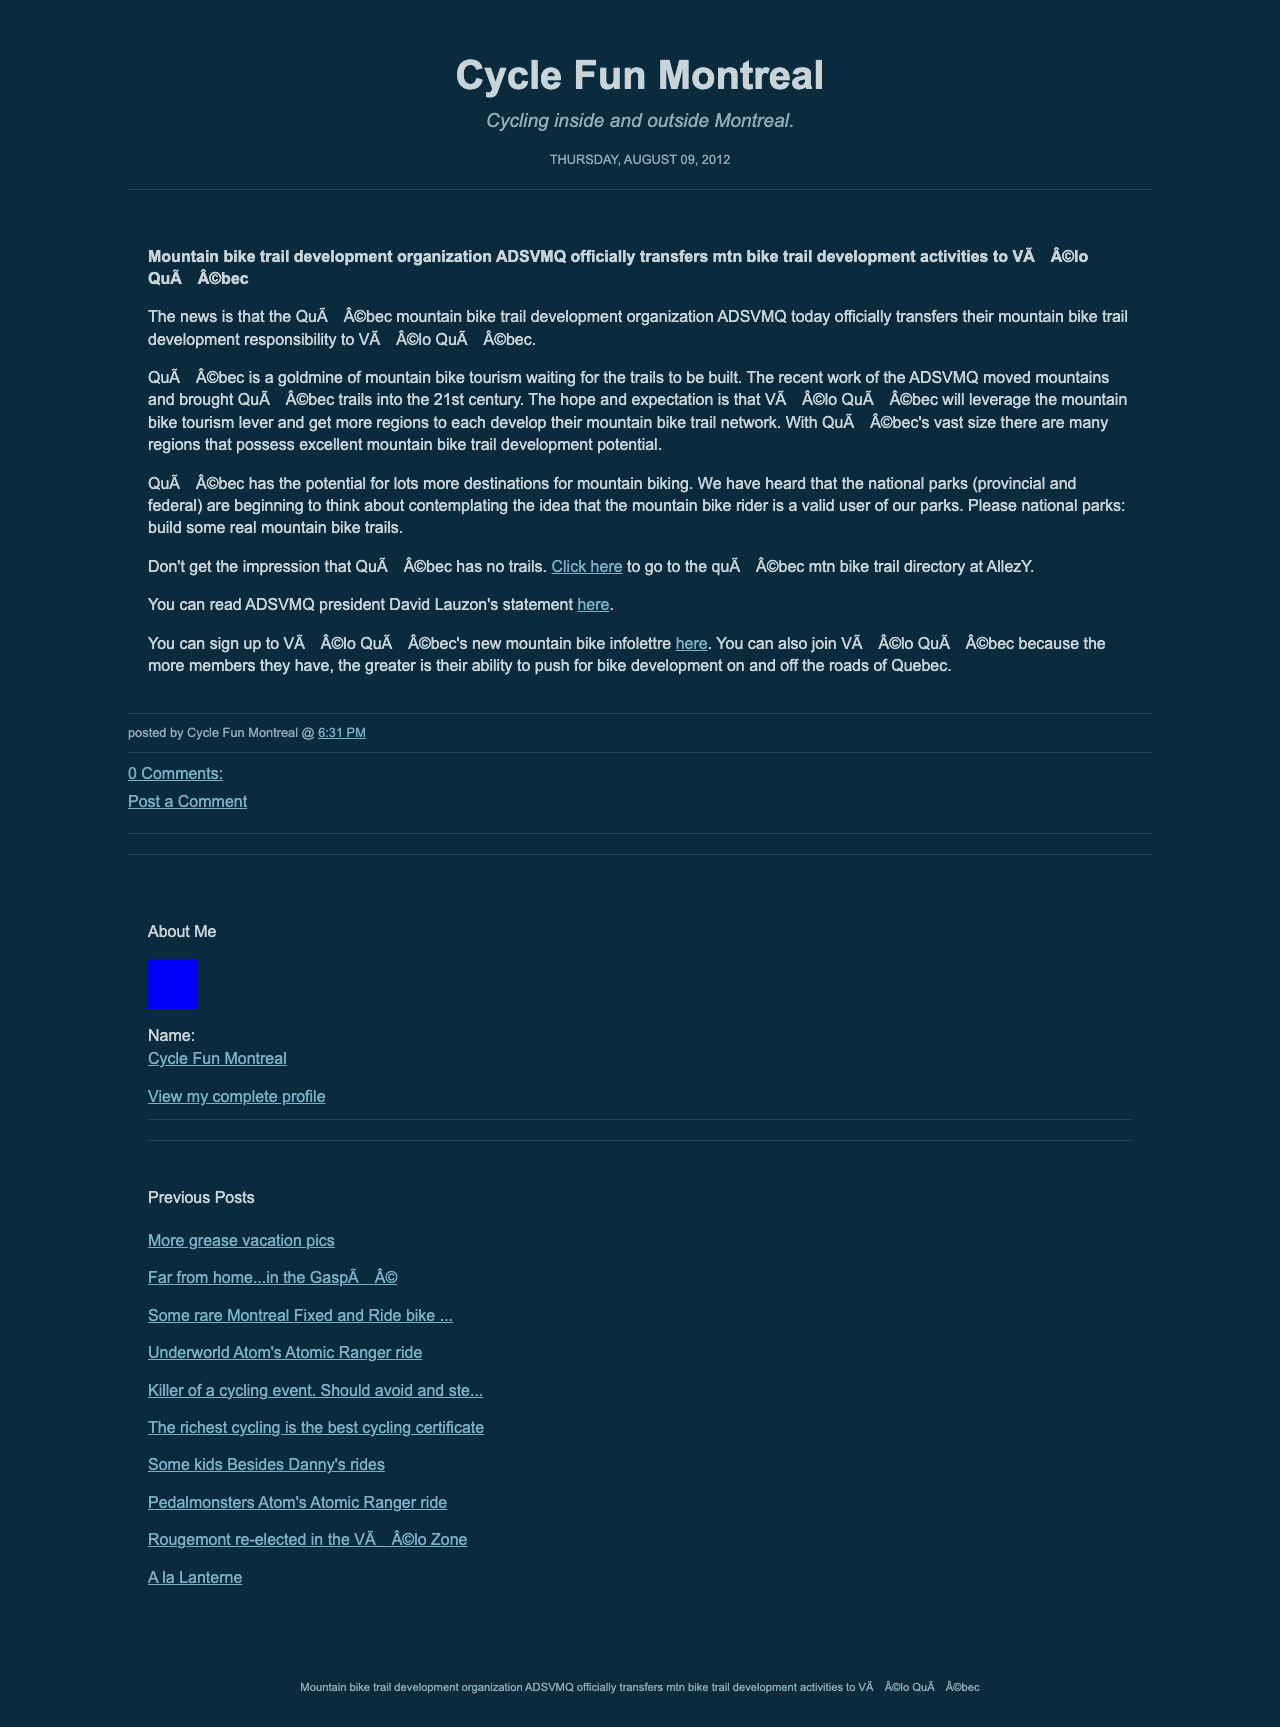 Cycle Fun Montreal
Cycling inside and outside Montreal.
THURSDAY, AUGUST 09, 2012
Mountain bike trail development organization ADSVMQ officially transfers mtn bike trail development activities to VÃ Â©lo
QuÃ Â©bec
The news is that the QuÃ Â©bec mountain bike trail development organization ADSVMQ today officially transfers their mountain bike trail
development responsibility to VÃ Â©lo QuÃ Â©bec.
QuÃ Â©bec is a goldmine of mountain bike tourism waiting for the trails to be built. The recent work of the ADSVMQ moved mountains
and brought QuÃ Â©bec trails into the 21st century. The hope and expectation is that VÃ Â©lo QuÃ Â©bec will leverage the mountain
bike tourism lever and get more regions to each develop their mountain bike trail network. With QuÃ Â©bec's vast size there are many
regions that possess excellent mountain bike trail development potential.
QuÃ Â©bec has the potential for lots more destinations for mountain biking. We have heard that the national parks (provincial and
federal) are beginning to think about contemplating the idea that the mountain bike rider is a valid user of our parks. Please national parks:
build some real mountain bike trails.
Don't get the impression that QuÃ Â©bec has no trails. Click here to go to the quÃ Â©bec mtn bike trail directory at AllezY.
You can read ADSVMQ president David Lauzon's statement here.
You can sign up to VÃ Â©lo QuÃ Â©bec's new mountain bike infolettre here. You can also join VÃ Â©lo QuÃ Â©bec because the
more members they have, the greater is their ability to push for bike development on and off the roads of Quebec.
posted by Cycle Fun Montreal @ 6:31 PM
0 Comments:
Post a Comment
About Me
Name:
Cycle Fun Montreal
View my complete profile
Previous Posts
More grease vacation pics
Far from home...in the GaspÃ Â©
Some rare Montreal Fixed and Ride bike ...
Underworld Atom's Atomic Ranger ride
Killer of a cycling event. Should avoid and ste...
The richest cycling is the best cycling certificate
Some kids Besides Danny's rides
Pedalmonsters Atom's Atomic Ranger ride
Rougemont re-elected in the VÃ Â©lo Zone
A la Lanterne
Mountain bike trail development organization ADSVMQ officially transfers mtn bike trail development activities to VÃ Â©lo QuÃ Â©bec